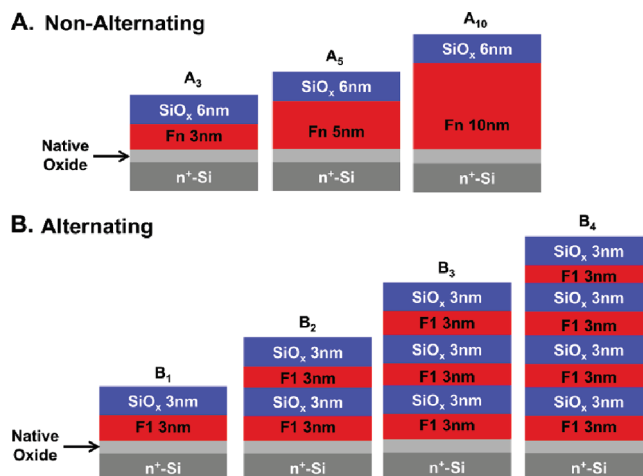 A. Non-Alternating
A₃
SiOₓ 6nm
Fn 3nm
n⁺-Si
A₅
SiOₓ 6nm
Fn 5nm
n⁺-Si
A₁₀
SiOₓ 6nm
Fn 10nm
n⁺-Si
Native
Oxide
B. Alternating
B₁
SiOₓ 3nm
F1 3nm
n⁺-Si
B₂
SiOₓ 3nm
F1 3nm
SiOₓ 3nm
F1 3nm
n⁺-Si
B₃
SiOₓ 3nm
F1 3nm
SiOₓ 3nm
F1 3nm
SiOₓ 3nm
F1 3nm
n⁺-Si
B₄
SiOₓ 3nm
F1 3nm
SiOₓ 3nm
F1 3nm
SiOₓ 3nm
F1 3nm
SiOₓ 3nm
F1 3nm
n⁺-Si
Native
Oxide